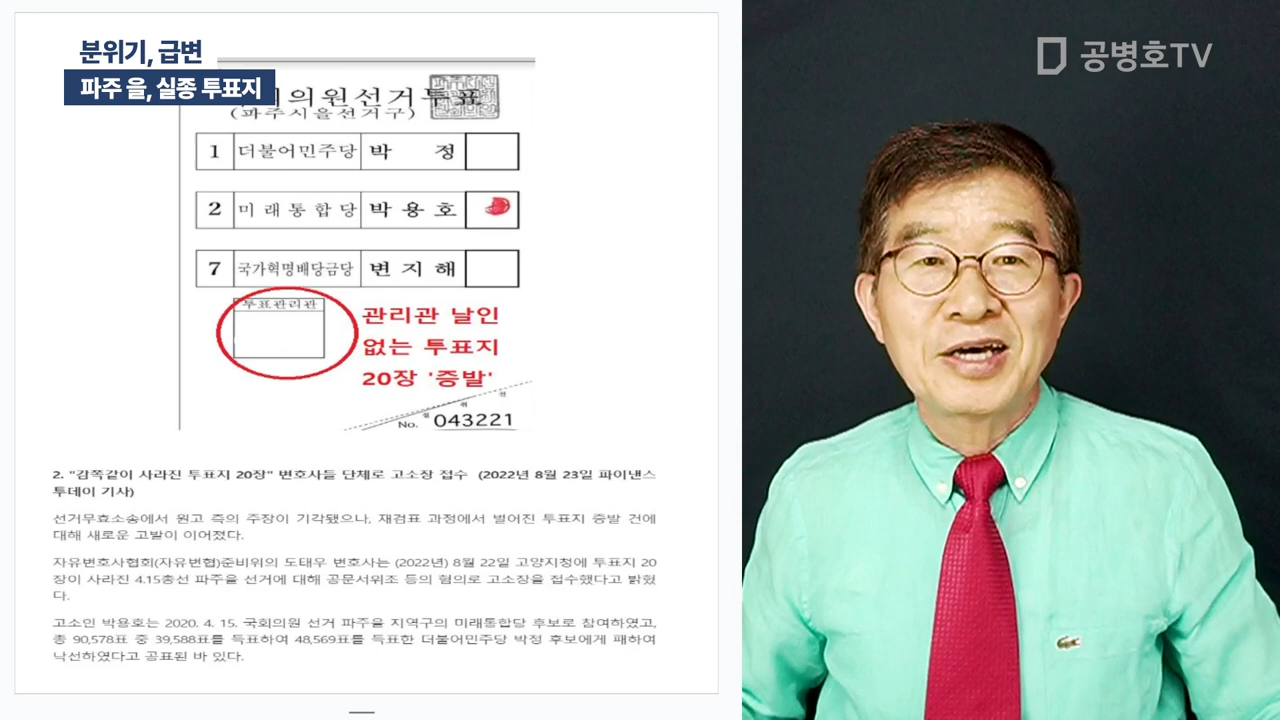 분위기, 급변
파주 을, 실종 투표지
공병호TV
회의원선거투표
(파주시을선거구)
1 더불어민주당 박 정
2 미래통합당 박용호
7 국가혁명배당금당 변지해
투표관리관
관리관 날인
없는 투표지
20장 '증발'
절 취 선
No. 043221
2. "감쪽같이 사라진 투표지 20장" 변호사들 단체로 고소장 접수 (2022년 8월 23일 파이낸스
투데이 기사)
선거무효소송에서 원고 즉의 주장이 기각됐으나, 재검표 과정에서 벌어진 투표지 증발 건에
대해 새로운 고발이 이어졌다.
자유변호사협회(자유변협)준비위의 도태우 변호사는 (2022년) 8월 22일 고양지청에 투표지 20
장이 사라진 4.15총선 파주을 선거에 대해 공문서위조 등의 혐의로 고소장을 접수했다고 밝혔
다.
고소인 박용호는 2020. 4. 15. 국회의원 선거 파주을 지역구의 미래통합당 후보로 참여하였고,
총 90,578표 중 39,588표를 득표하여 48,569표를 득표한 더불어민주당 박정 후보에게 패하여
낙선하였다고 공표된 바 있다.